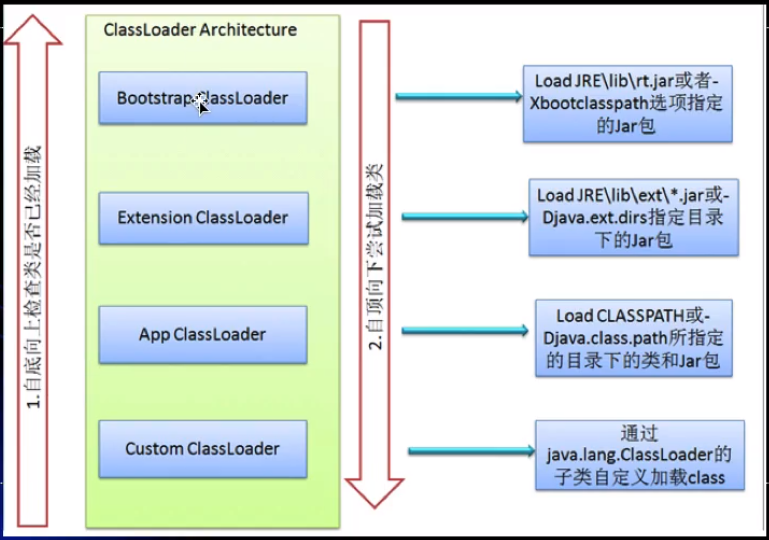 ClassLoader Architecture
1.自底向上检查类是否已经加载
Bootstrap ClassLoader
Extension ClassLoader
App ClassLoader
Custom ClassLoader
2.自顶向下尝试加载类
Load JRE\lib\rt.jar或者-
Xbootclasspath选项指定
的Jar包
Load JRE\lib\ext\*.jar或-
Djava.ext.dirs指定目录
下的Jar包
Load CLASSPATH或-
Djava.class.path所指定
的目录下的类和Jar包
通过
java.lang.ClassLoader的
子类自定义加载class